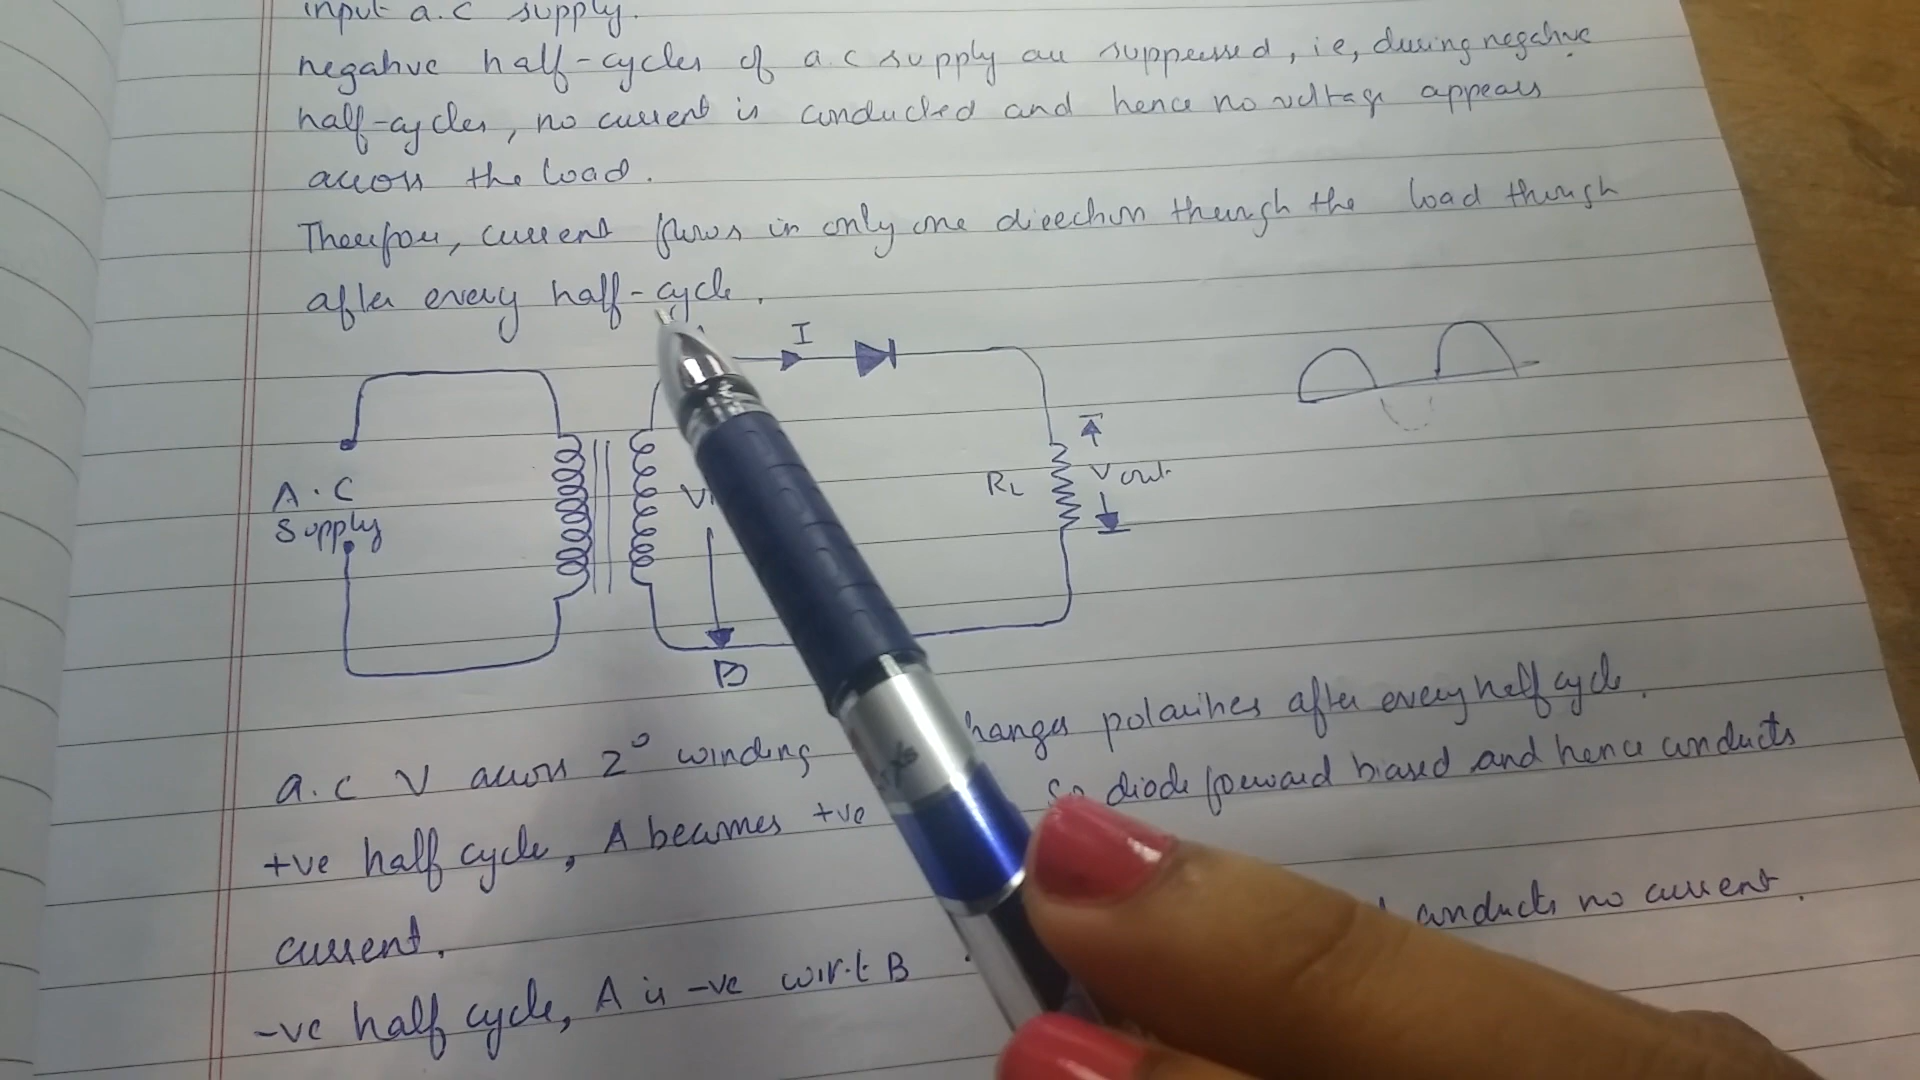 input a.c supply.
negative half-cycles of a.c supply are suppressed, i.e, during negative
half-cycles, no current is conducted and hence no voltage appears
across the load.
Therefore, current flows in only one direction through the load though
after every half-cycle.
I
A.C
Supply
RL
Vout
B
a.c V across 2° winding hanges polarities after every half cycle.
+ve half cycle, A becomes +ve so diode forward biased and hence conducts
current.
-ve half cycle, A is -ve w.r.t B conducts no current.